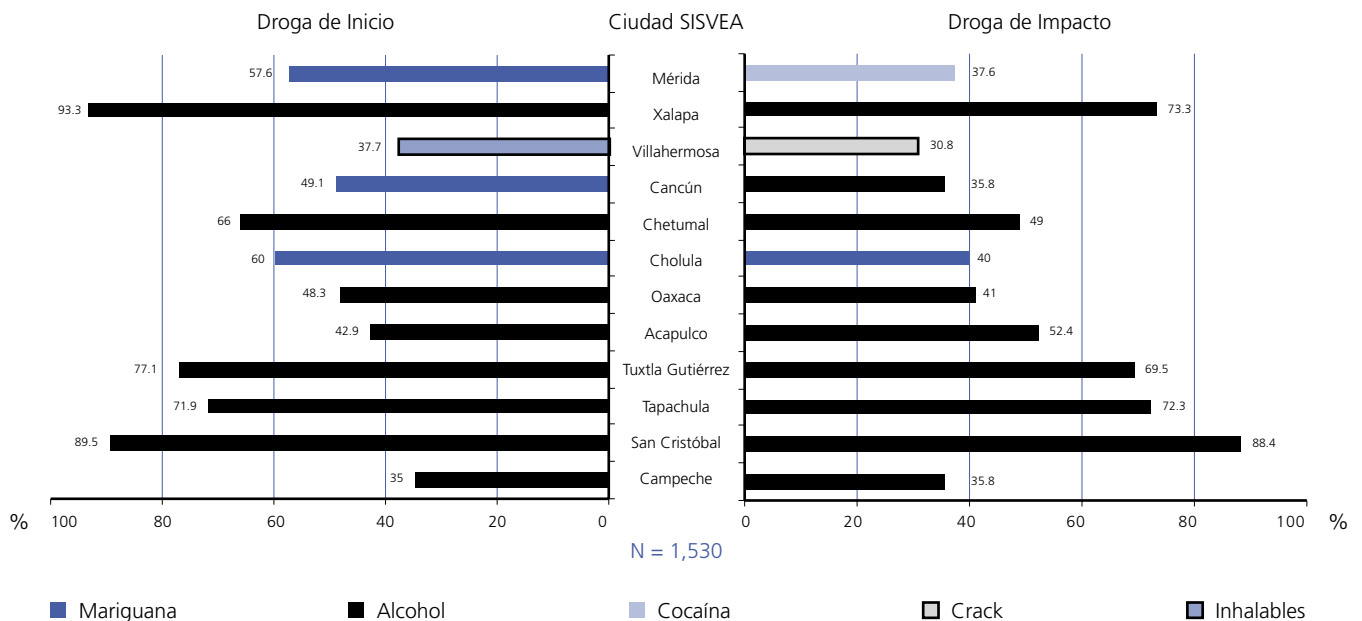 Droga de Inicio Ciudad SISVEA Droga de Impacto
57.6 Mérida 37.6
93.3 Xalapa 73.3
37.7 Villahermosa 30.8
49.1 Cancún 35.8
66 Chetumal 49
60 Cholula 40
48.3 Oaxaca 41
42.9 Acapulco 52.4
77.1 Tuxtla Gutiérrez 69.5
71.9 Tapachula 72.3
89.5 San Cristóbal 88.4
35 Campeche 35.8
% 100 80 60 40 20 0 0 20 40 60 80 100 %
N = 1,530
Mariguana Alcohol Cocaína Crack Inhalables